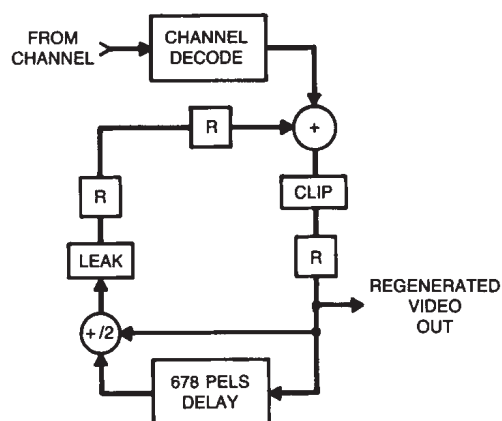 FROM
CHANNEL
CHANNEL
DECODE
R
+
R
CLIP
LEAK
R
REGENERATED
VIDEO
OUT
+/2
678 PELS
DELAY